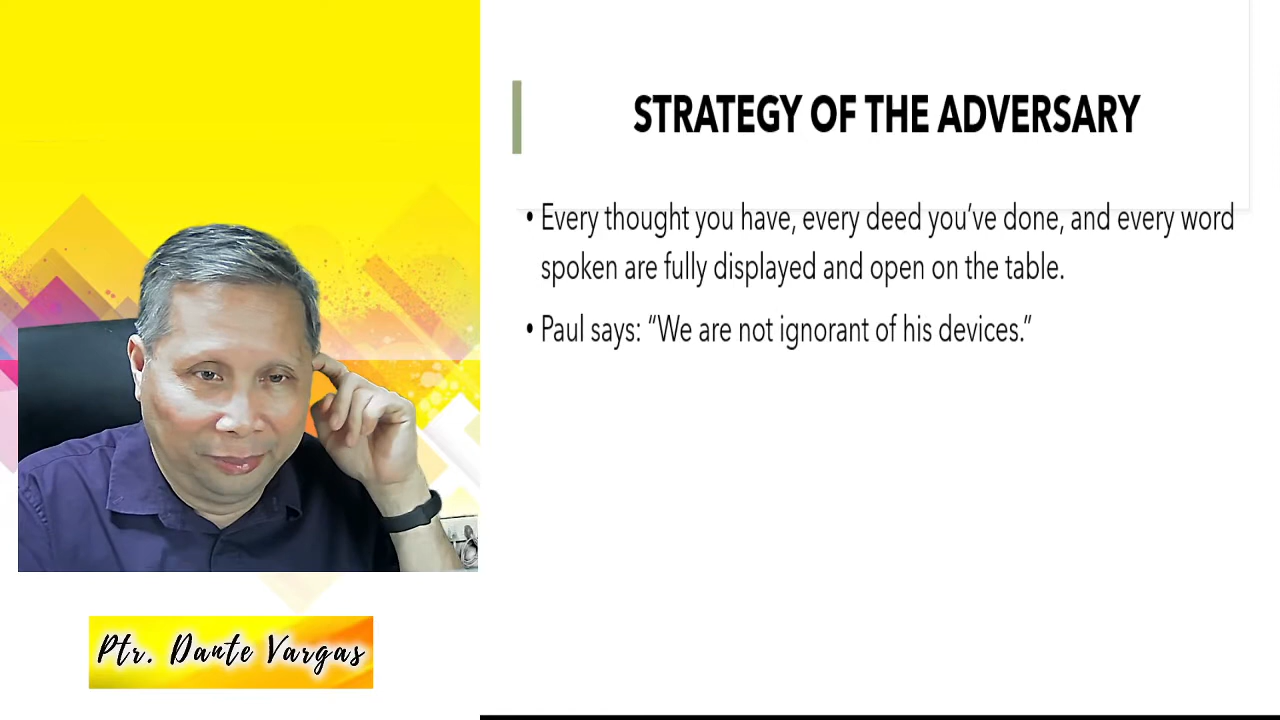 STRATEGY OF THE ADVERSARY
• Every thought you have, every deed you’ve done, and every word
spoken are fully displayed and open on the table.
• Paul says: “We are not ignorant of his devices.”
Ptr. Dante Vargas